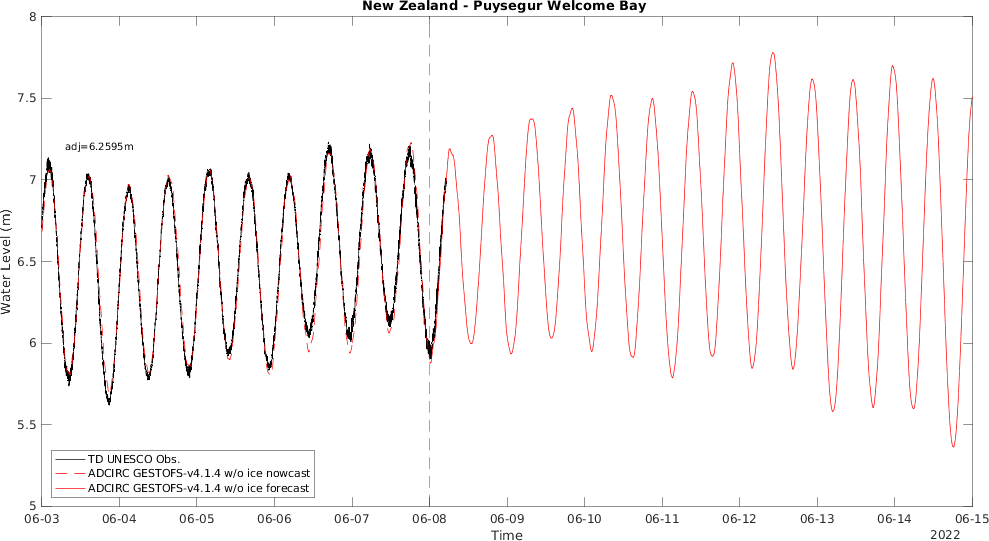 New Zealand - Puysegur Welcome Bay
8
7.5
7
6.5
6
5.5
5
Water Level (m)
adj=6.2595m
TD UNESCO Obs.
ADCIRC GESTOFS-v4.1.4 w/o ice nowcast
ADCIRC GESTOFS-v4.1.4 w/o ice forecast
06-03 06-04 06-05 06-06 06-07 06-08 06-09 06-10 06-11 06-12 06-13 06-14 06-15
Time
2022